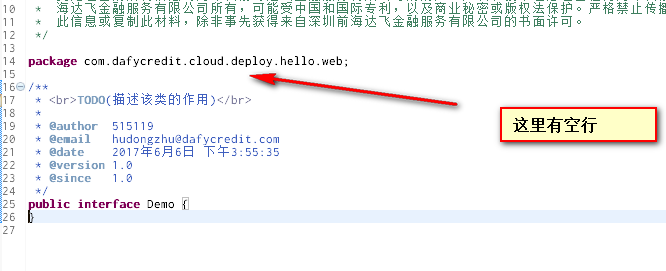 10  *  海达飞金融服务有限公司所有，可能受中国和国际专利，以及商业秘密或版权法保护。严格禁止传播
11  *  此信息或复制此材料，除非事先获得来自深圳前海达飞金融服务有限公司的书面许可。
12  */
13
14 package com.dafycredit.cloud.deploy.hello.web;
15
16 /**
17  * <br>TODO(描述该类的作用)</br>
18  *
19  * @author  515119
20  * @email   hudongzhu@dafycredit.com
21  * @date    2017年6月6日 下午3:55:35
22  * @version 1.0
23  * @since   1.0
24  */
25 public interface Demo {
26 }
27
这里有空行